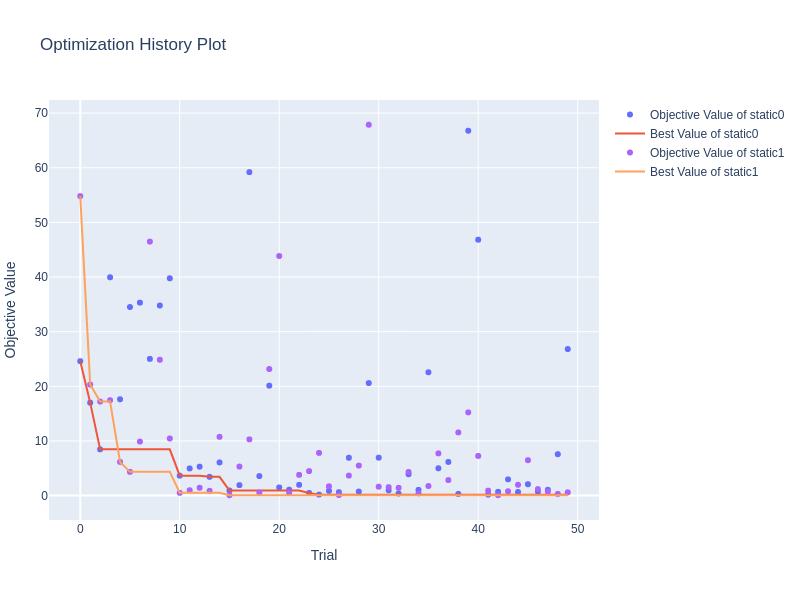 Optimization History Plot
Objective Value of static0
Best Value of static0
Objective Value of static1
Best Value of static1
70
60
50
40
30
20
10
0
Objective Value
0
10
20
30
40
50
Trial